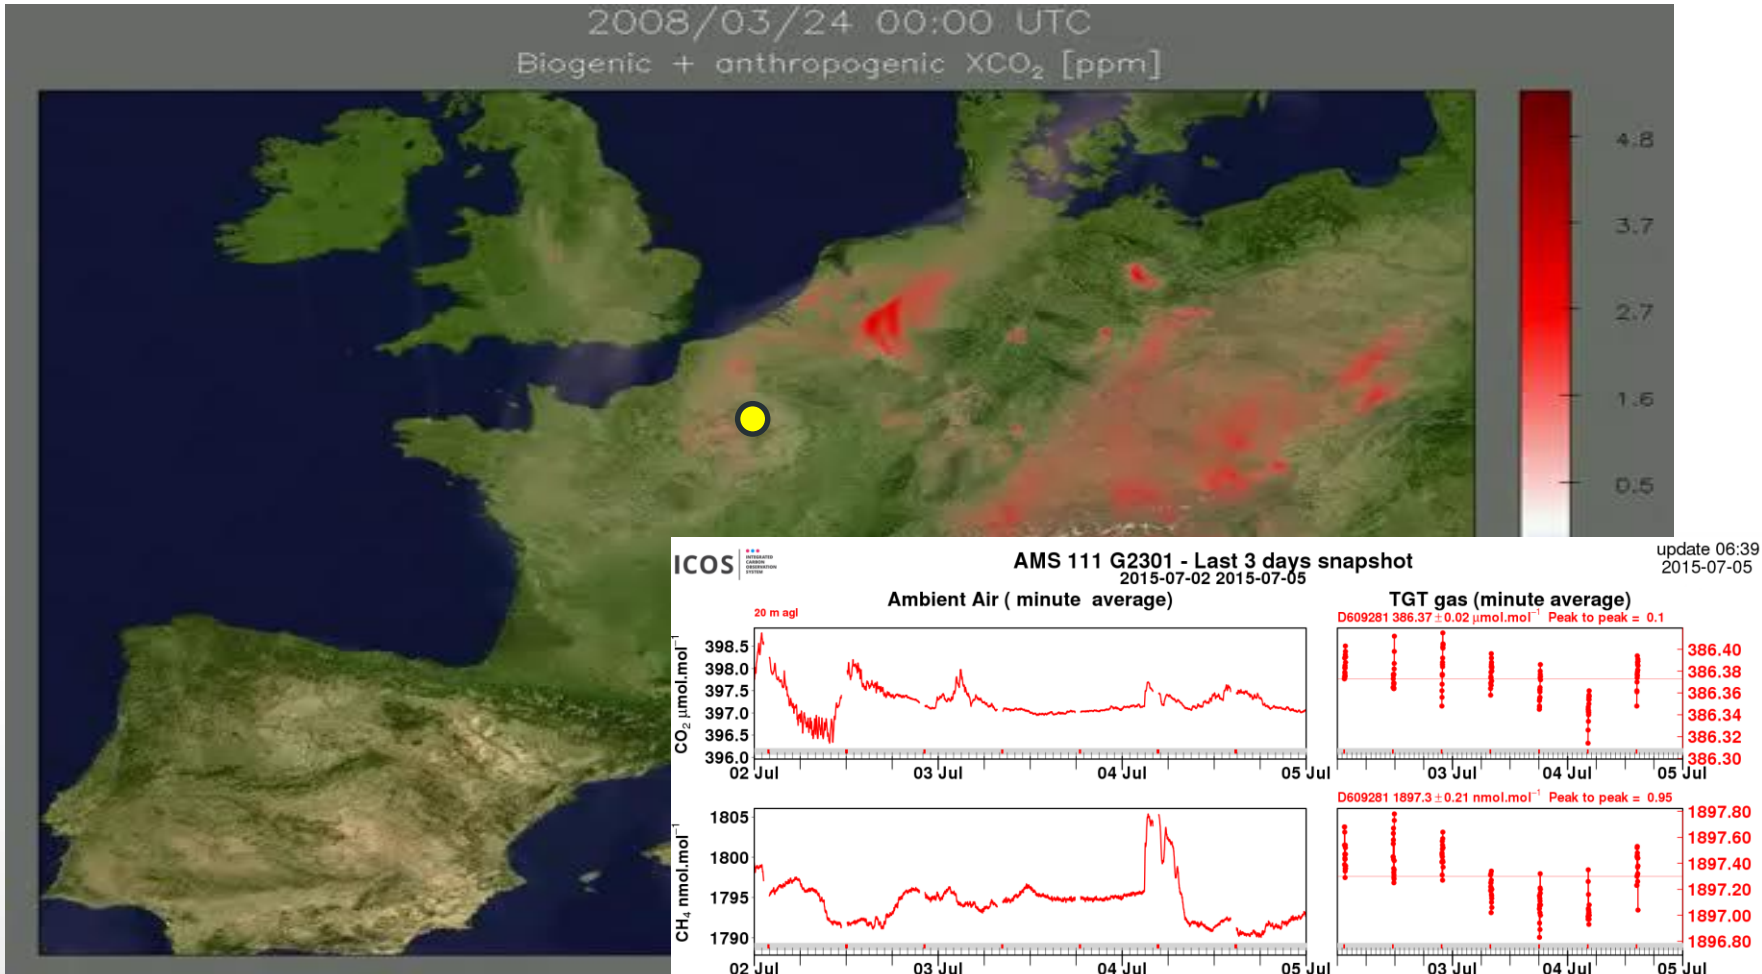 2008/03/24 00:00 UTC
Biogenic + anthropogenic XCO₂ [ppm]
4.8
3.7
2.7
1.6
0.5
ICOS
INTEGRATED
CARBON
OBSERVATION
SYSTEM
AMS 111 G2301 - Last 3 days snapshot
2015-07-02 2015-07-05
update 06:39
2015-07-05
Ambient Air ( minute average)
20 m agl
CO₂ μmol.mol⁻¹
398.5
398.0
397.5
397.0
396.5
396.0
02 Jul 03 Jul 04 Jul 05 Jul
TGT gas (minute average)
D609281 386.37 ± 0.02 μmol.mol⁻¹ Peak to peak = 0.1
386.40
386.38
386.36
386.34
386.32
386.30
03 Jul 04 Jul 05 Jul
CH₄ nmol.mol⁻¹
1805
1800
1795
1790
02 Jul 03 Jul 04 Jul 05 Jul
D609281 1897.3 ± 0.21 nmol.mol⁻¹ Peak to peak = 0.95
1897.80
1897.60
1897.40
1897.20
1897.00
1896.80
03 Jul 04 Jul 05 Jul